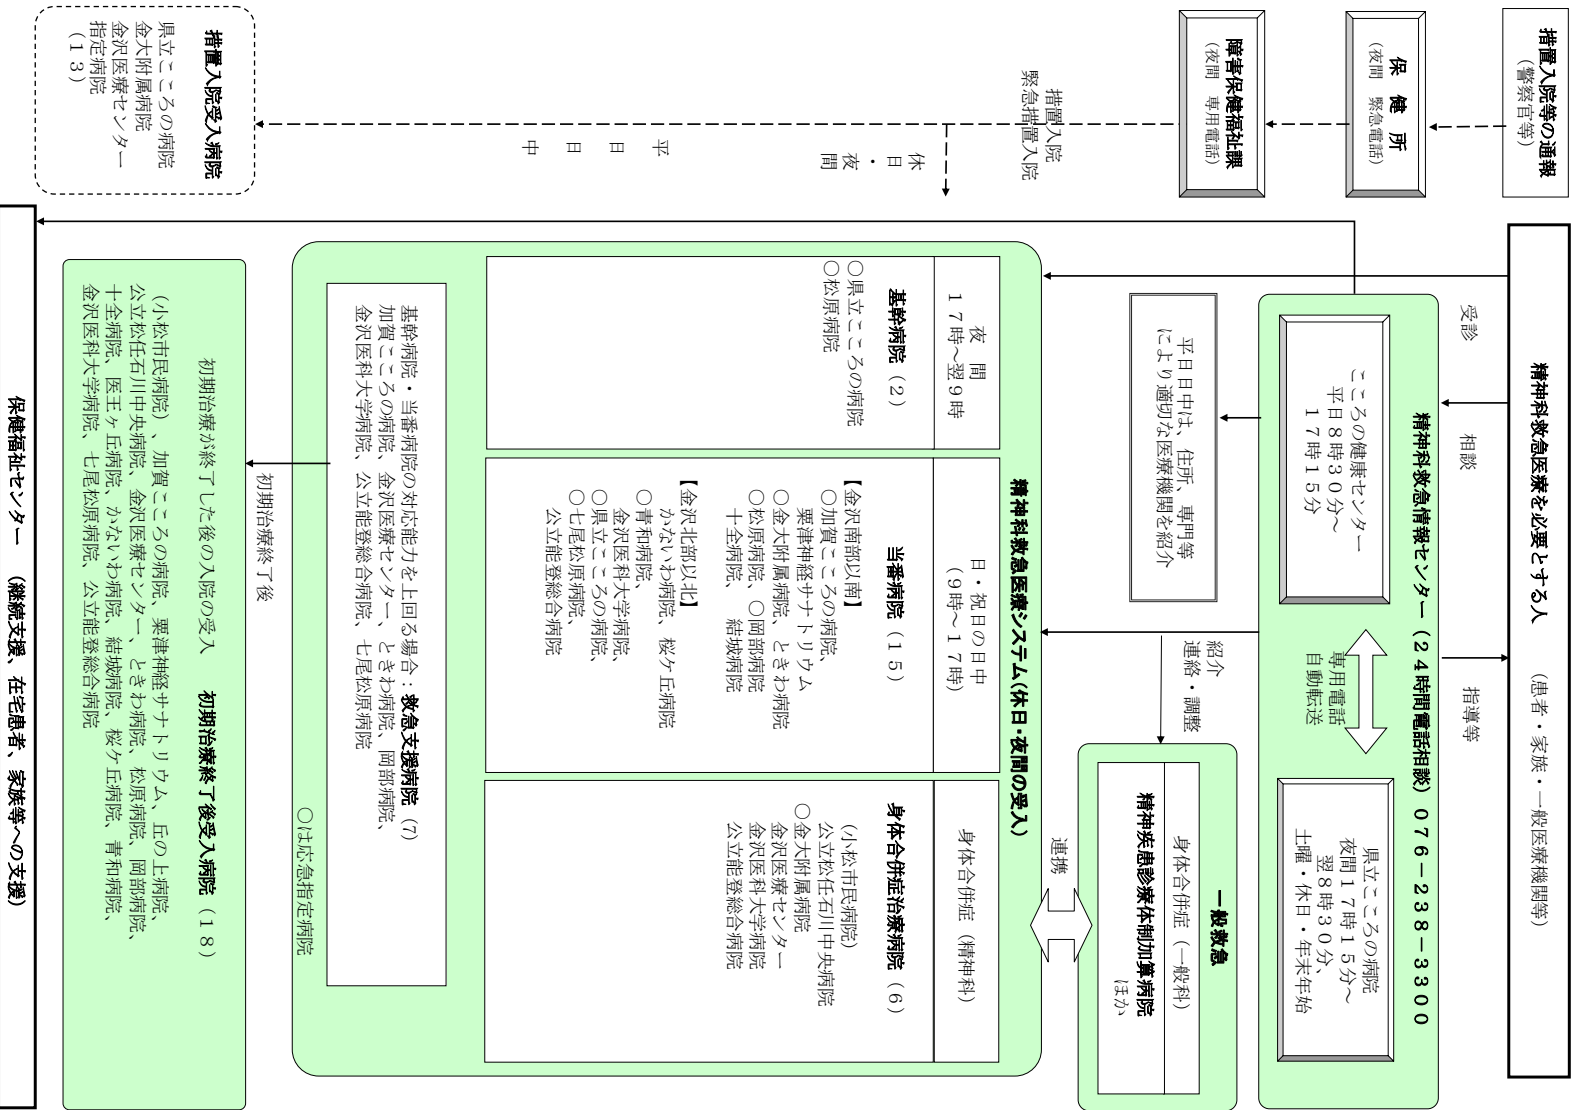 精神科救急医療を必要とする人　（患者・家族・一般医療機関等）
措置入院等の通報
（警察官等）
保　健　所
（夜間　緊急電話）
障害保健福祉課
（夜間　専用電話）
措置入院
緊急措置入院
休日・夜間
平日日中
措置入院受入病院
県立こころの病院
金大附属病院
金沢医療センター
指定病院
（１３）
受診
相談
指導等
精神科救急情報センター（２４時間電話相談）０７６－２３８－３３００
こころの健康センター
平日８時３０分～
１７時１５分
専用電話
自動転送
県立こころの病院
夜間１７時１５分～
翌８時３０分、
土曜・休日・年末年始
平日日中は、住所、専門等
により適切な医療機関を紹介
紹介
連絡・調整
一般救急
身体合併症（一般科）
精神疾患診療体制加算病院
ほか
連携
精神科救急医療システム(休日・夜間の受入)
夜　間
１７時～翌９時
基幹病院（２）
○県立こころの病院
○松原病院
日・祝日の日中
（９時～１７時）
当番病院（１５）
【金沢南部以南】
○加賀こころの病院、
粟津神経サナトリウム
○金大附属病院、ときわ病院
○松原病院、○岡部病院
十全病院、　結城病院
【金沢北部以北】
かないわ病院、桜ケ丘病院
○青和病院、
金沢医科大学病院、
○県立こころの病院、
○七尾松原病院、
公立能登総合病院
身体合併症（精神科）
身体合併症治療病院（６）
（小松市民病院）
公立松任石川中央病院
○金大附属病院
金沢医療センター
金沢医科大学病院
公立能登総合病院
基幹病院・当番病院の対応能力を上回る場合：救急支援病院（7）
加賀こころの病院、金沢医療センター、ときわ病院、岡部病院、
金沢医科大学病院、公立能登総合病院、七尾松原病院
○は応急指定病院
初期治療終了後
初期治療が終了した後の入院の受入　初期治療終了後受入病院（１８）
（小松市民病院）、加賀こころの病院、粟津神経サナトリウム、丘の上病院、
公立松任石川中央病院、金沢医療センター、ときわ病院、松原病院、岡部病院、
十全病院、医王ヶ丘病院、かないわ病院、結城病院、桜ケ丘病院、青和病院、
金沢医科大学病院、七尾松原病院、公立能登総合病院
保健福祉センター　（継続支援、在宅患者、家族等への支援）